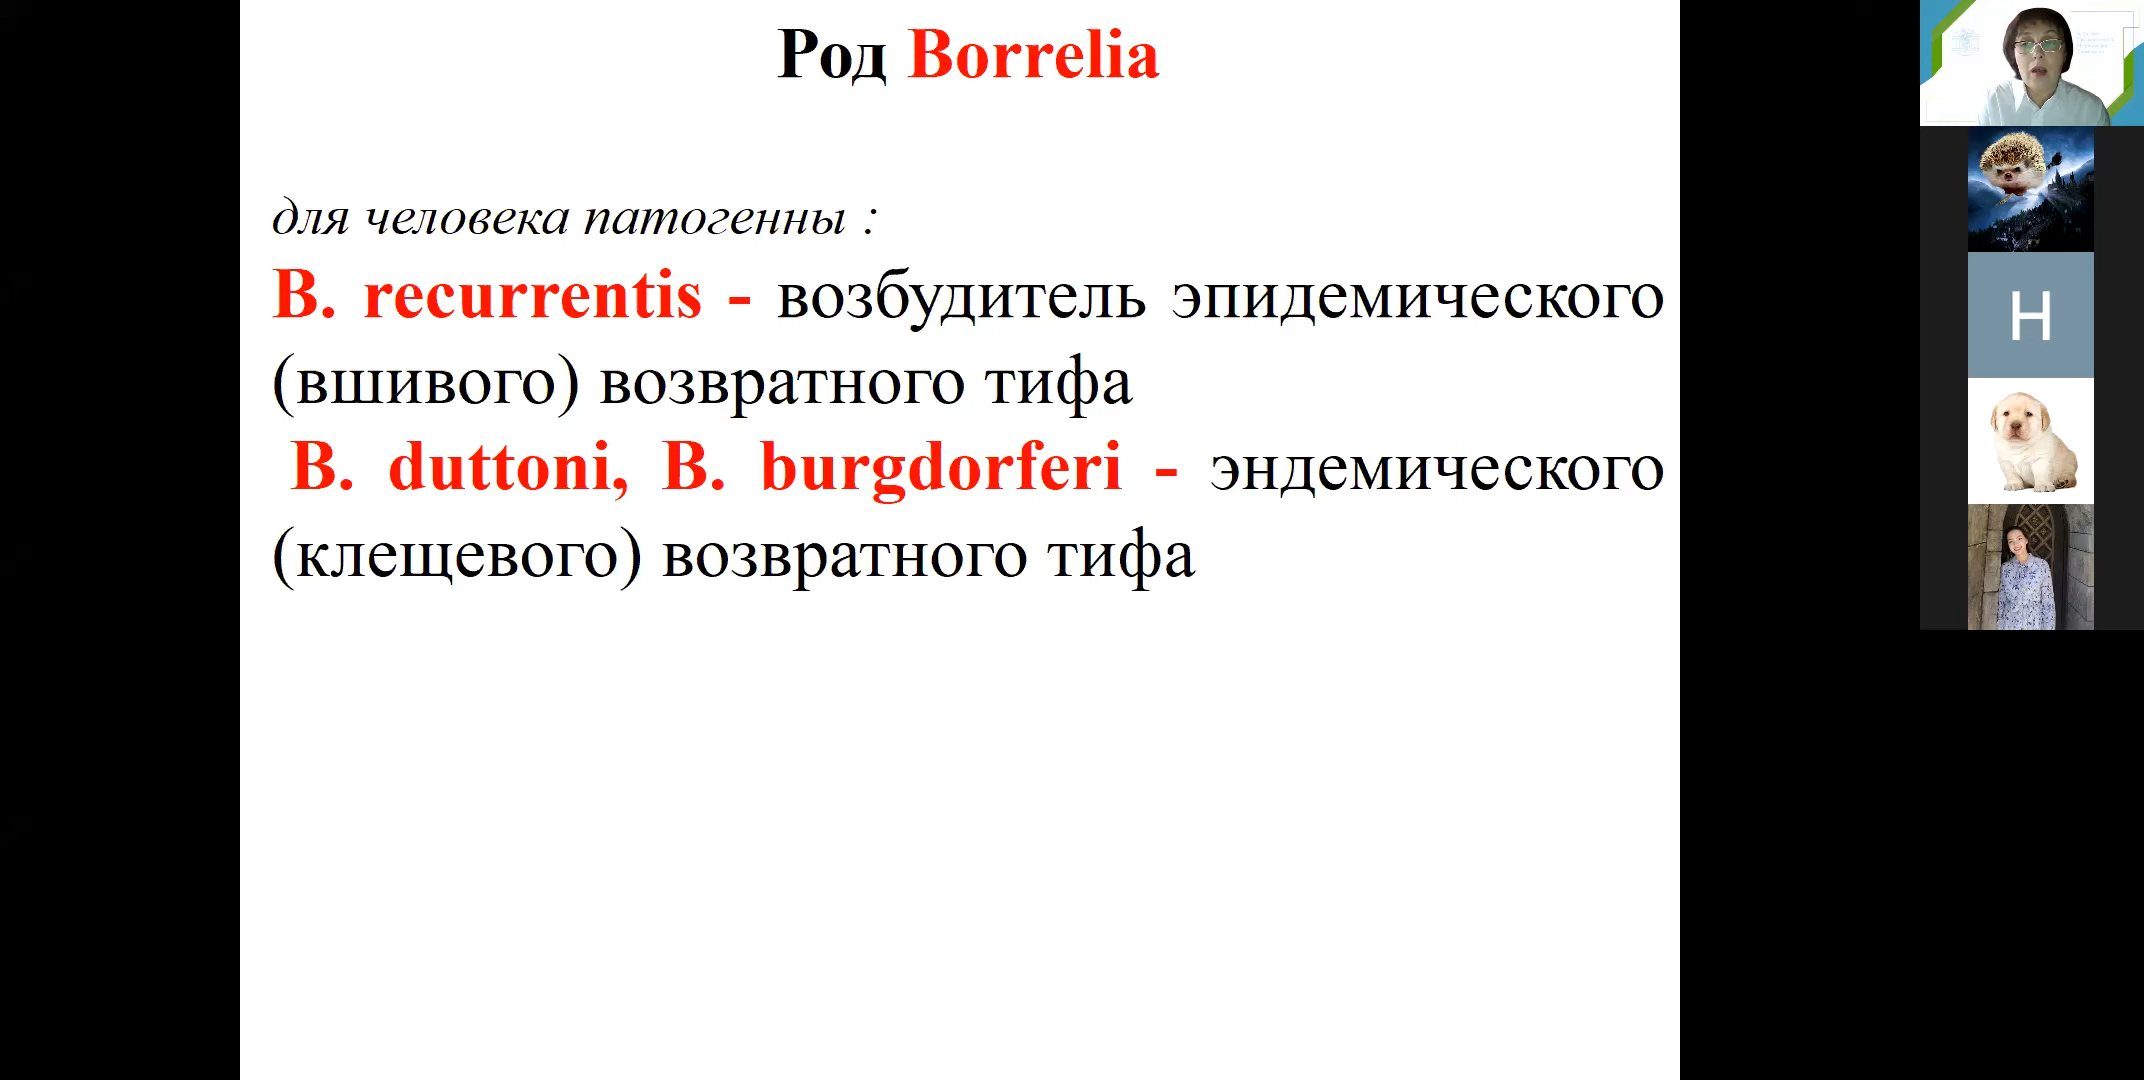 Род Borrelia
для человека патогенны :
B. recurrentis - возбудитель эпидемического
(вшивого) возвратного тифа
B. duttoni, B. burgdorferi - эндемического
(клещевого) возвратного тифа
H